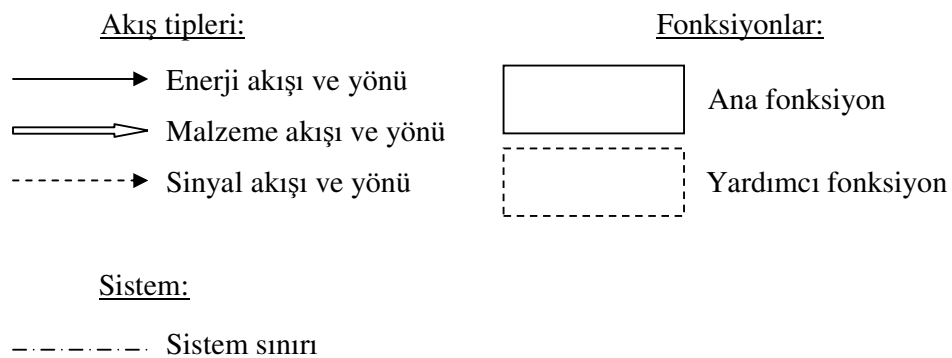 Akış tipleri:
Enerji akışı ve yönü
Malzeme akışı ve yönü
Sinyal akışı ve yönü
Fonksiyonlar:
Ana fonksiyon
Yardımcı fonksiyon
Sistem:
Sistem sınırı